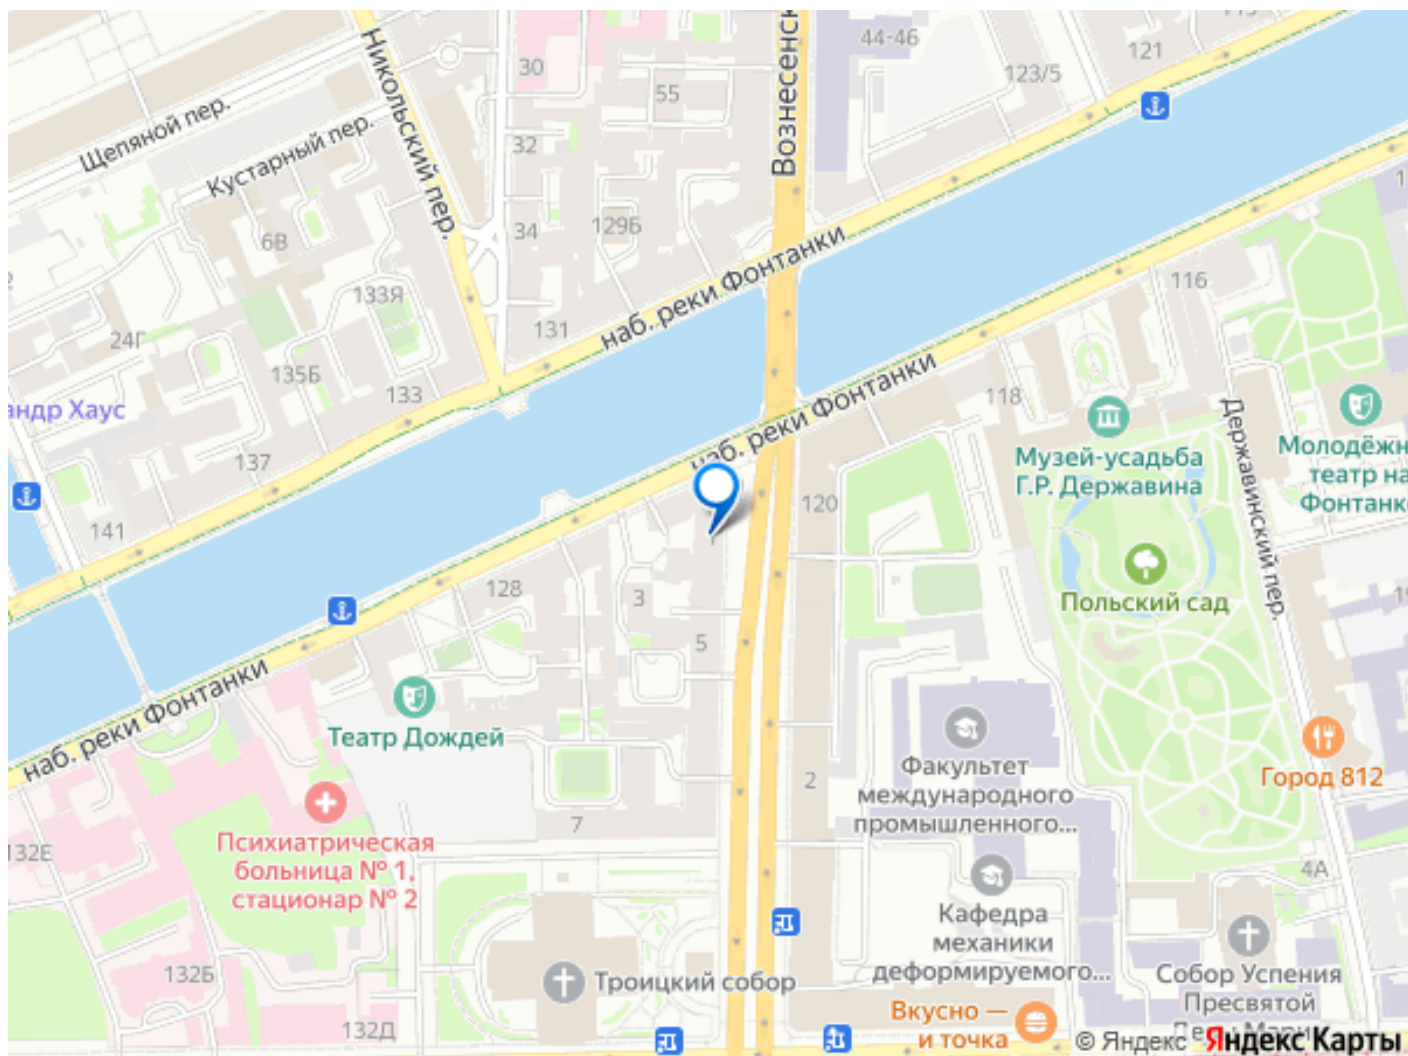 Вознесенск
44-46
121
30
123/5
55
Никольский пер.
Щепяной пер.
Кустарный пер.
32
34
129Б
6В
133Я
наб. реки Фонтанки
116
24Г
131
135Б
133
наб. реки Фонтанки
118
андр Хаус
137
141
Музей-усадьба
Г.Р. Державина
Державинский пер.
Молодёжн
театр на
Фонтанк
120
128
3
5
Польский сад
наб. реки Фонтанки
Театр Дождей
Факультет
международного
промышленного...
2
Город 812
7
Психиатрическая
больница № 1,
стационар № 2
132Е
4А
Кафедра
механики
деформируемого...
132Б
Троицкий собор
Собор Успения
Пресвятой
132Д
Вкусно —
и точка
© Яндекс Яндекс Карты